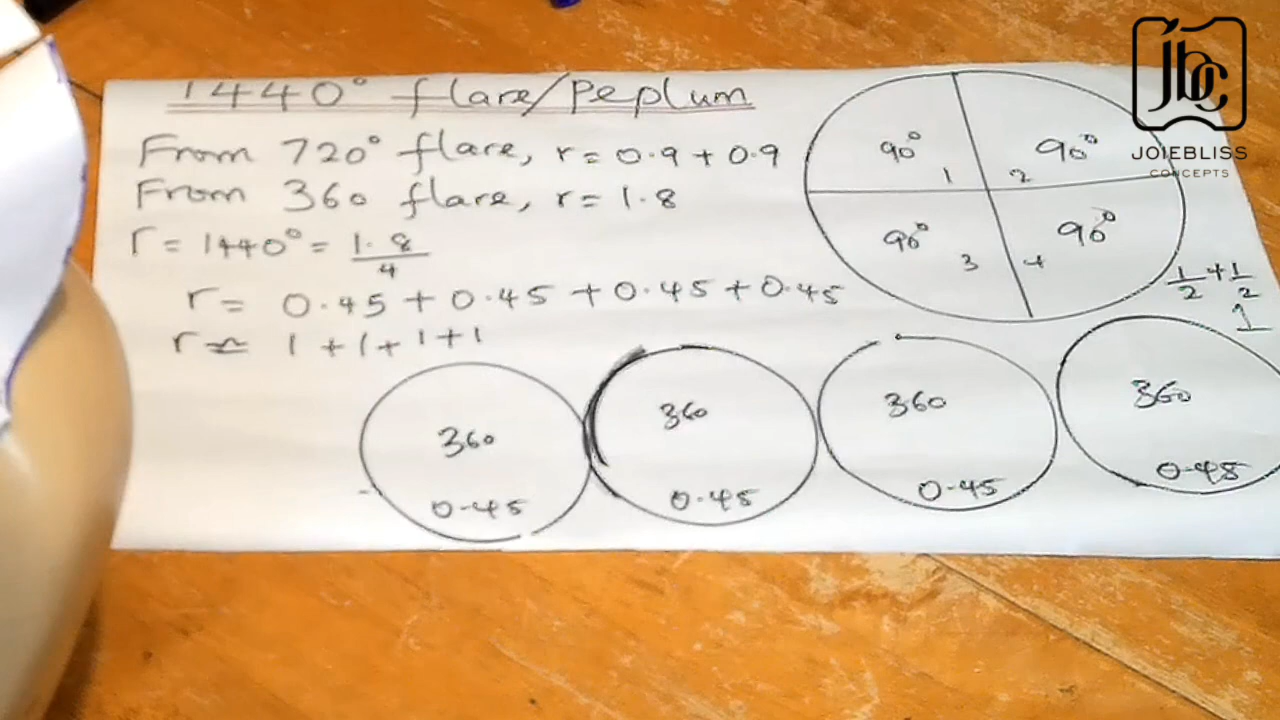 1440° flare/peplum
From 720° flare, r = 0.9 + 0.9
From 360 flare, r = 1.8
r = 1440° = 1.8/4
r = 0.45 + 0.45 + 0.45 + 0.45
r ≃ 1 + 1 + 1 + 1
90° 1
90° 2
90° 3
90° 4
1/2 + 1/2
1
360
0.45
360
0.45
360
0.45
360
0.45
jbc
JOIEBLISS
CONCEPTS